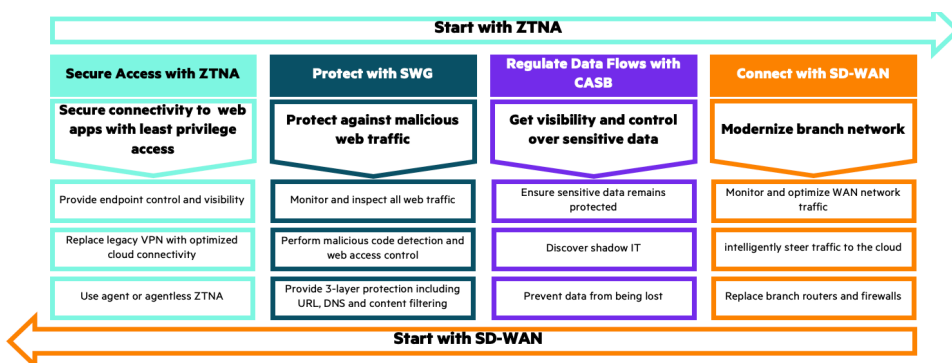 Start with ZTNA
Secure Access with ZTNA
Secure connectivity to web
apps with least privilege
access
Provide endpoint control and visibility
Replace legacy VPN with optimized
cloud connectivity
Use agent or agentless ZTNA
Protect with SWG
Protect against malicious
web traffic
Monitor and inspect all web traffic
Perform malicious code detection and
web access control
Provide 3-layer protection including
URL, DNS and content filtering
Regulate Data Flows with
CASB
Get visibility and control
over sensitive data
Ensure sensitive data remains
protected
Discover shadow IT
Prevent data from being lost
Connect with SD-WAN
Modernize branch network
Monitor and optimize WAN network
traffic
intelligently steer traffic to the cloud
Replace branch routers and firewalls
Start with SD-WAN